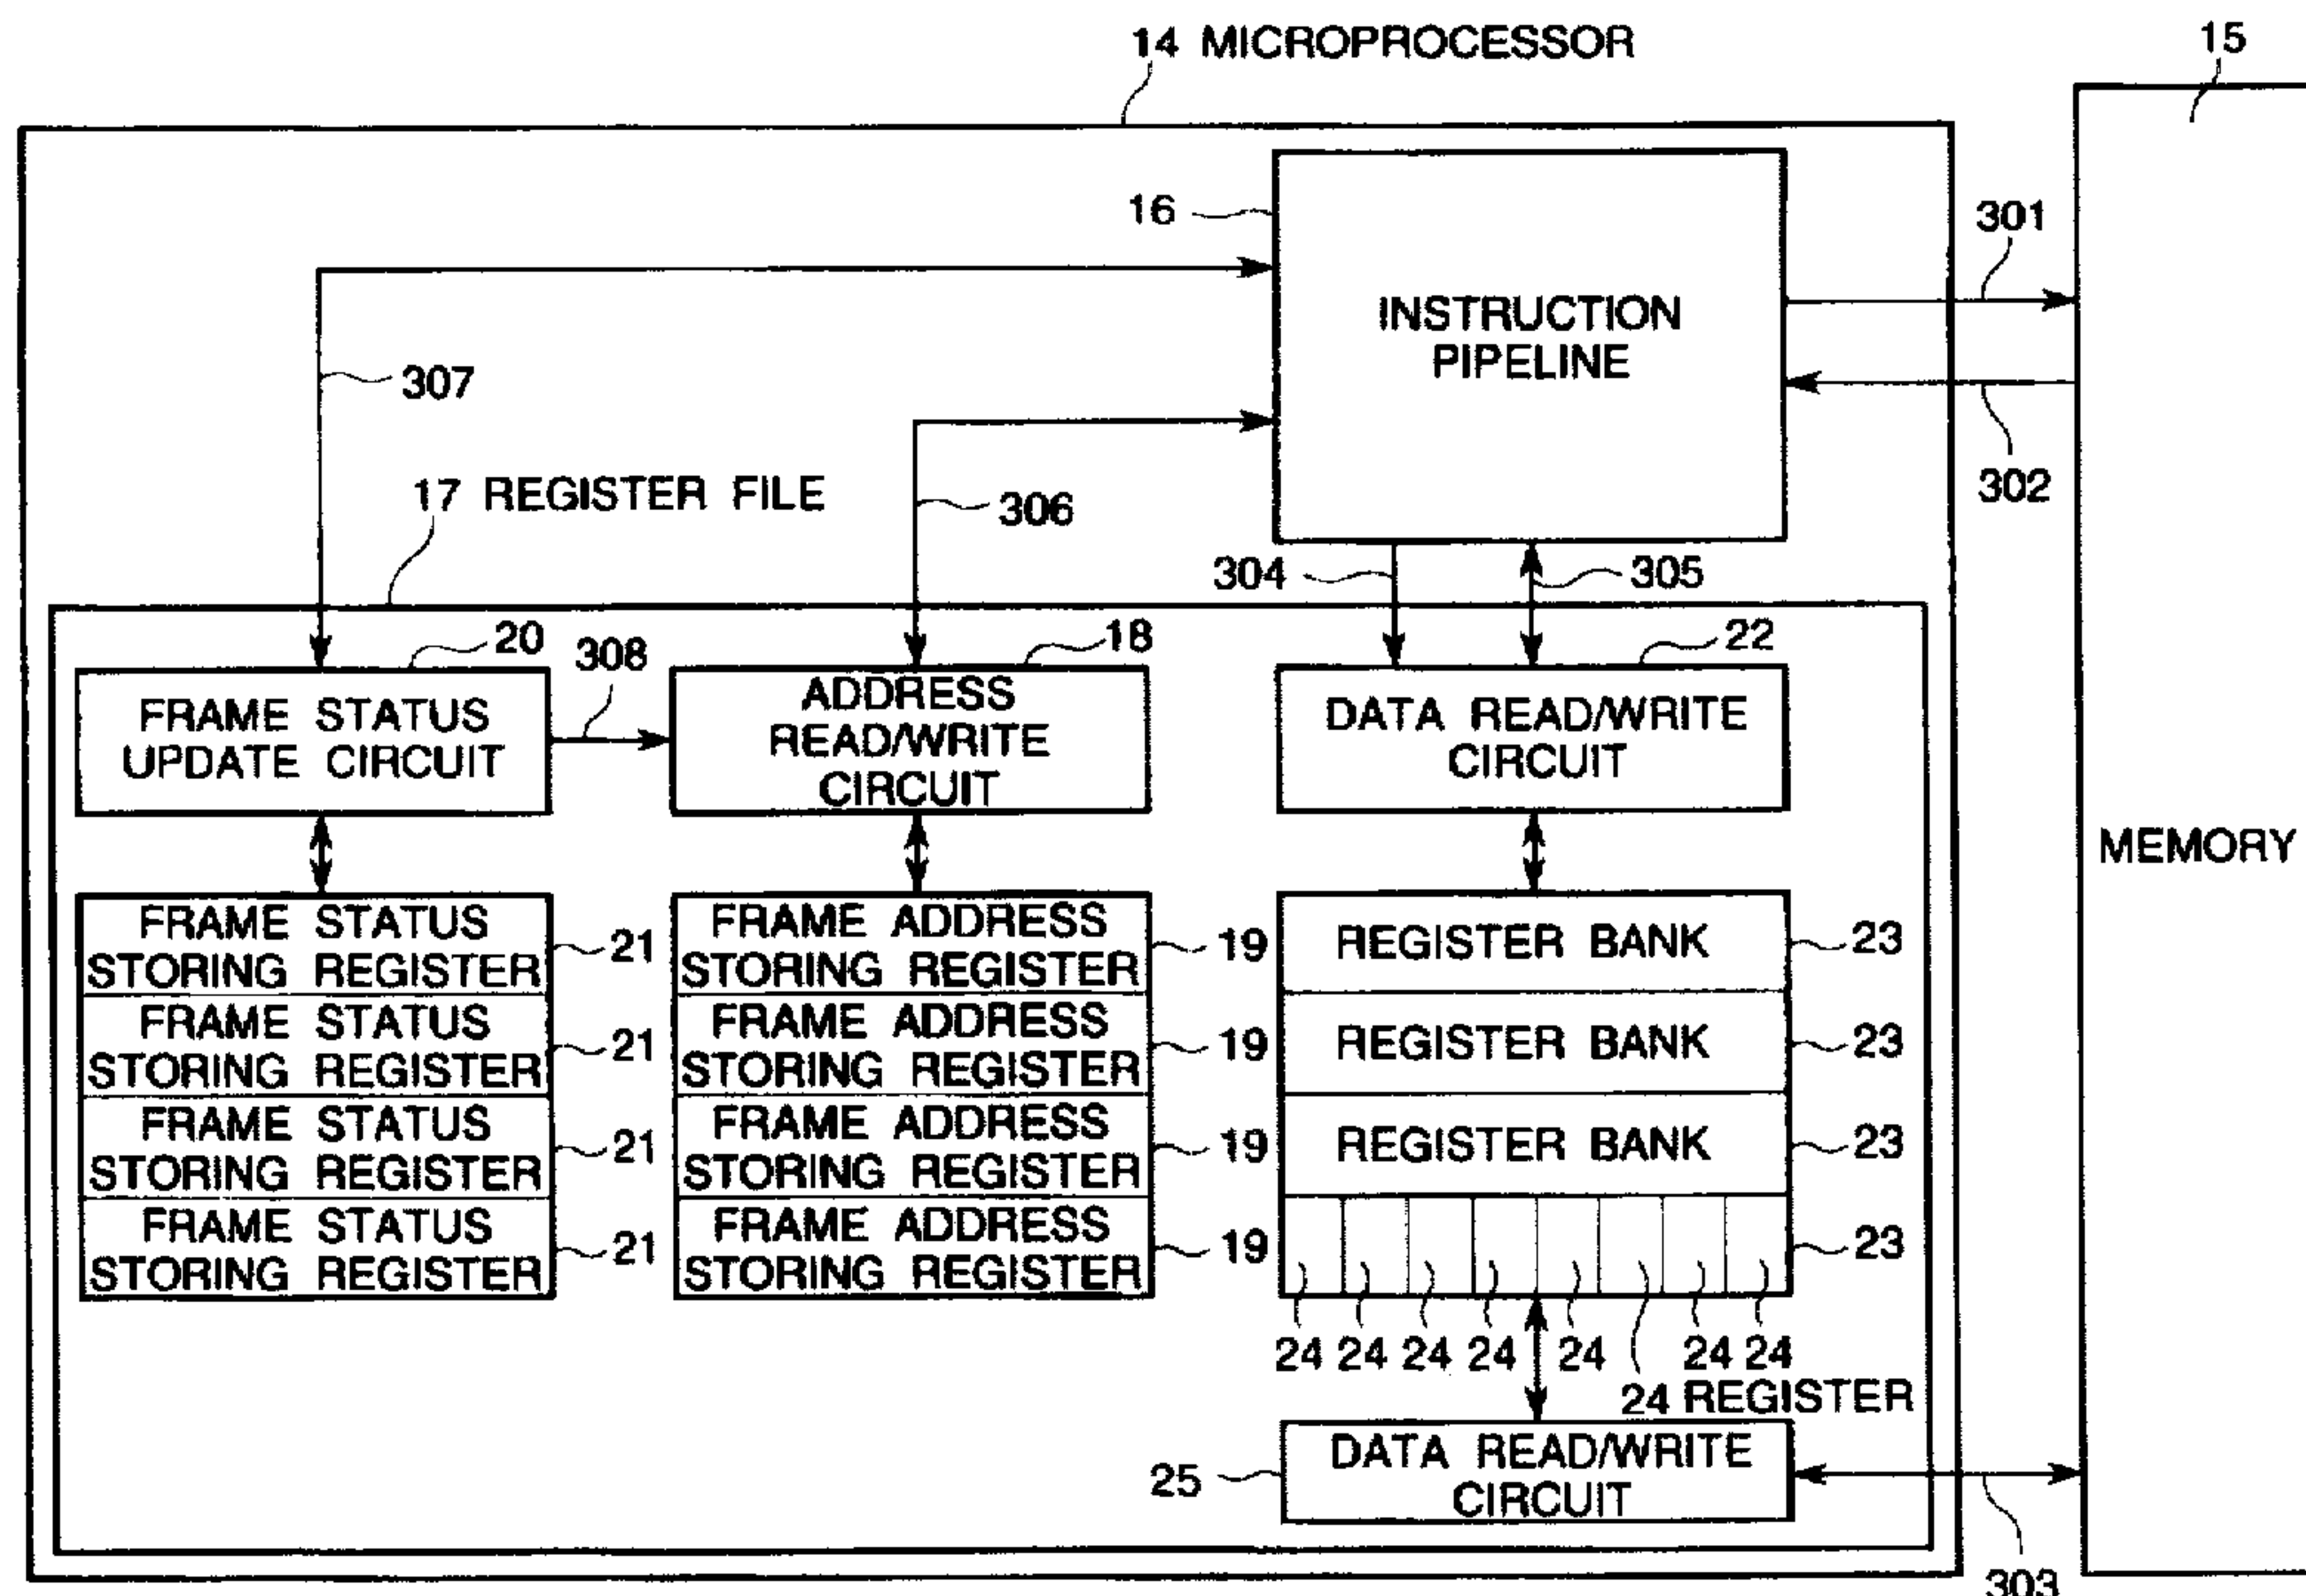 14 MICROPROCESSOR
15
16
INSTRUCTION
PIPELINE
301
302
307
306
17 REGISTER FILE
304
305
20
308
18
22
FRAME STATUS
UPDATE CIRCUIT
ADDRESS
READ/WRITE
CIRCUIT
DATA READ/WRITE
CIRCUIT
MEMORY
FRAME STATUS
STORING REGISTER
21
FRAME ADDRESS
STORING REGISTER
19
REGISTER BANK
23
FRAME STATUS
STORING REGISTER
21
FRAME ADDRESS
STORING REGISTER
19
REGISTER BANK
23
FRAME STATUS
STORING REGISTER
21
FRAME ADDRESS
STORING REGISTER
19
REGISTER BANK
23
FRAME STATUS
STORING REGISTER
21
FRAME ADDRESS
STORING REGISTER
19
23
24 24 24 24 24 24 24
24 REGISTER
25
DATA READ/WRITE
CIRCUIT
303